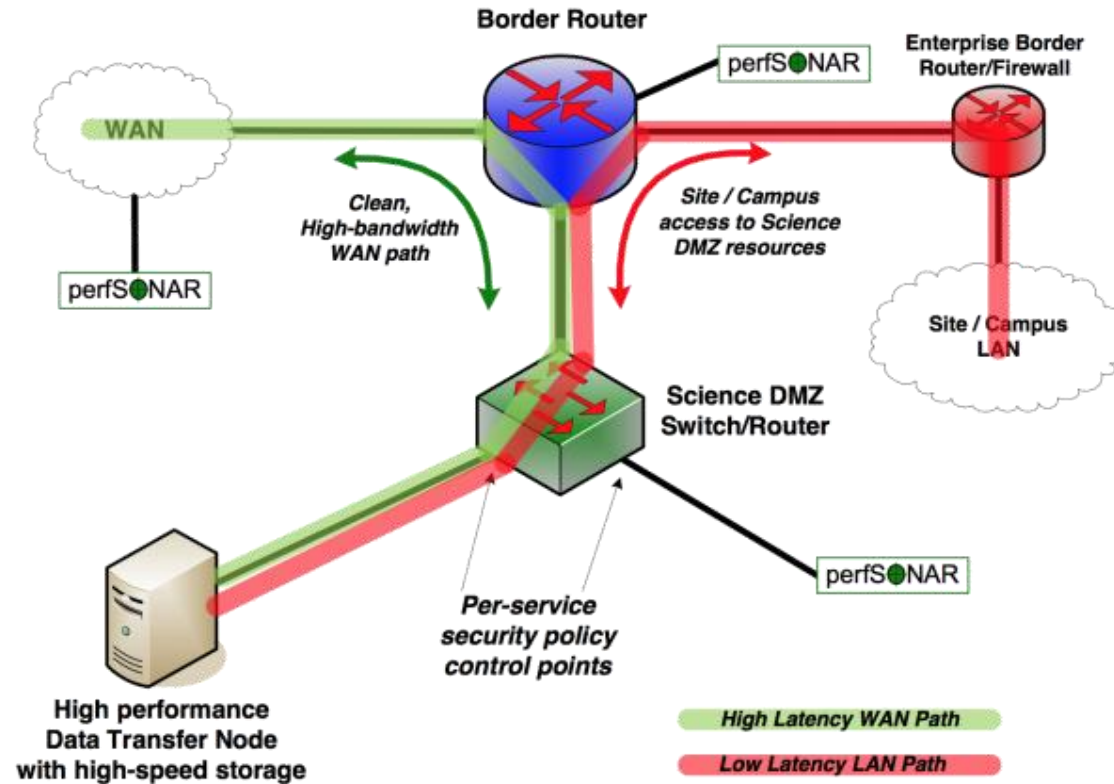 Border Router
perfSONAR
Enterprise Border
Router/Firewall
WAN
Clean,
High-bandwidth
WAN path
Site / Campus
access to Science
DMZ resources
perfSONAR
Site / Campus
LAN
Science DMZ
Switch/Router
perfSONAR
Per-service
security policy
control points
High performance
Data Transfer Node
with high-speed storage
High Latency WAN Path
Low Latency LAN Path